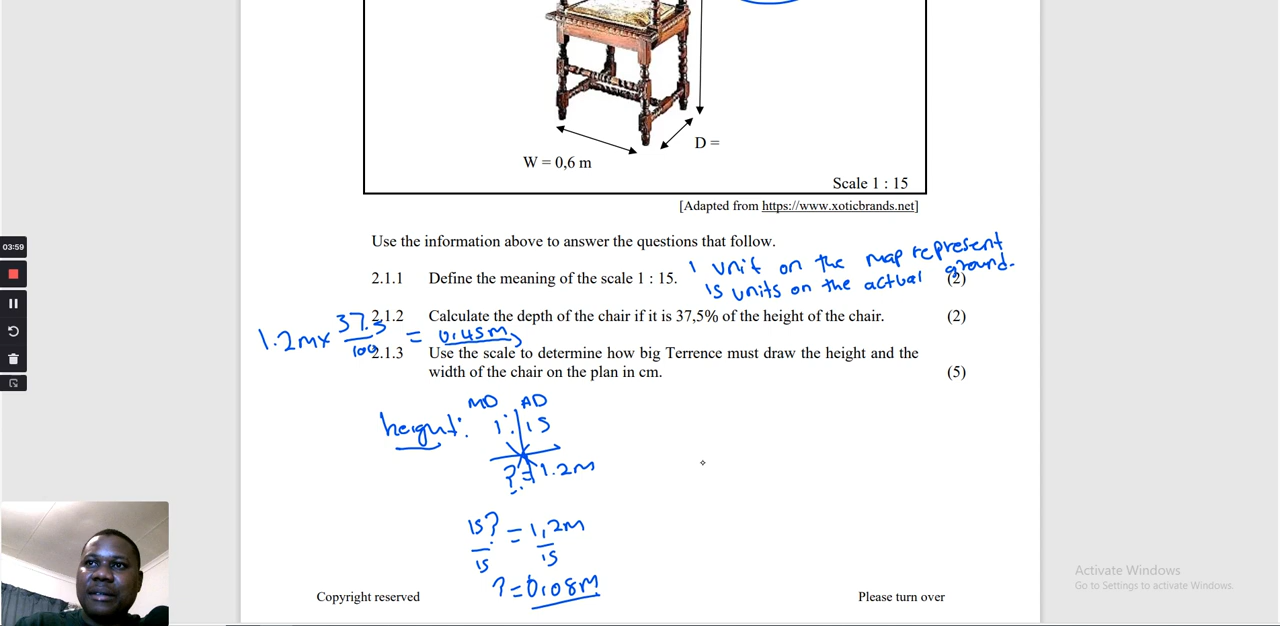 D =
W = 0,6 m
Scale 1 : 15
[Adapted from https://www.xoticbrands.net]
Use the information above to answer the questions that follow.
1 unit on the map represent
2.1.1 Define the meaning of the scale 1 : 15. (2)
15 units on the actual ground.
2.1.2 Calculate the depth of the chair if it is 37,5% of the height of the chair. (2)
1.2m x 37.5/100 = 0.45m
2.1.3 Use the scale to determine how big Terrence must draw the height and the
width of the chair on the plan in cm. (5)
MD AD
height: 1 : 15
? = 1.2m
15?/15 = 1,2m/15
? = 0.08m
Copyright reserved
Please turn over
03:59
Activate Windows
Go to Settings to activate Windows.